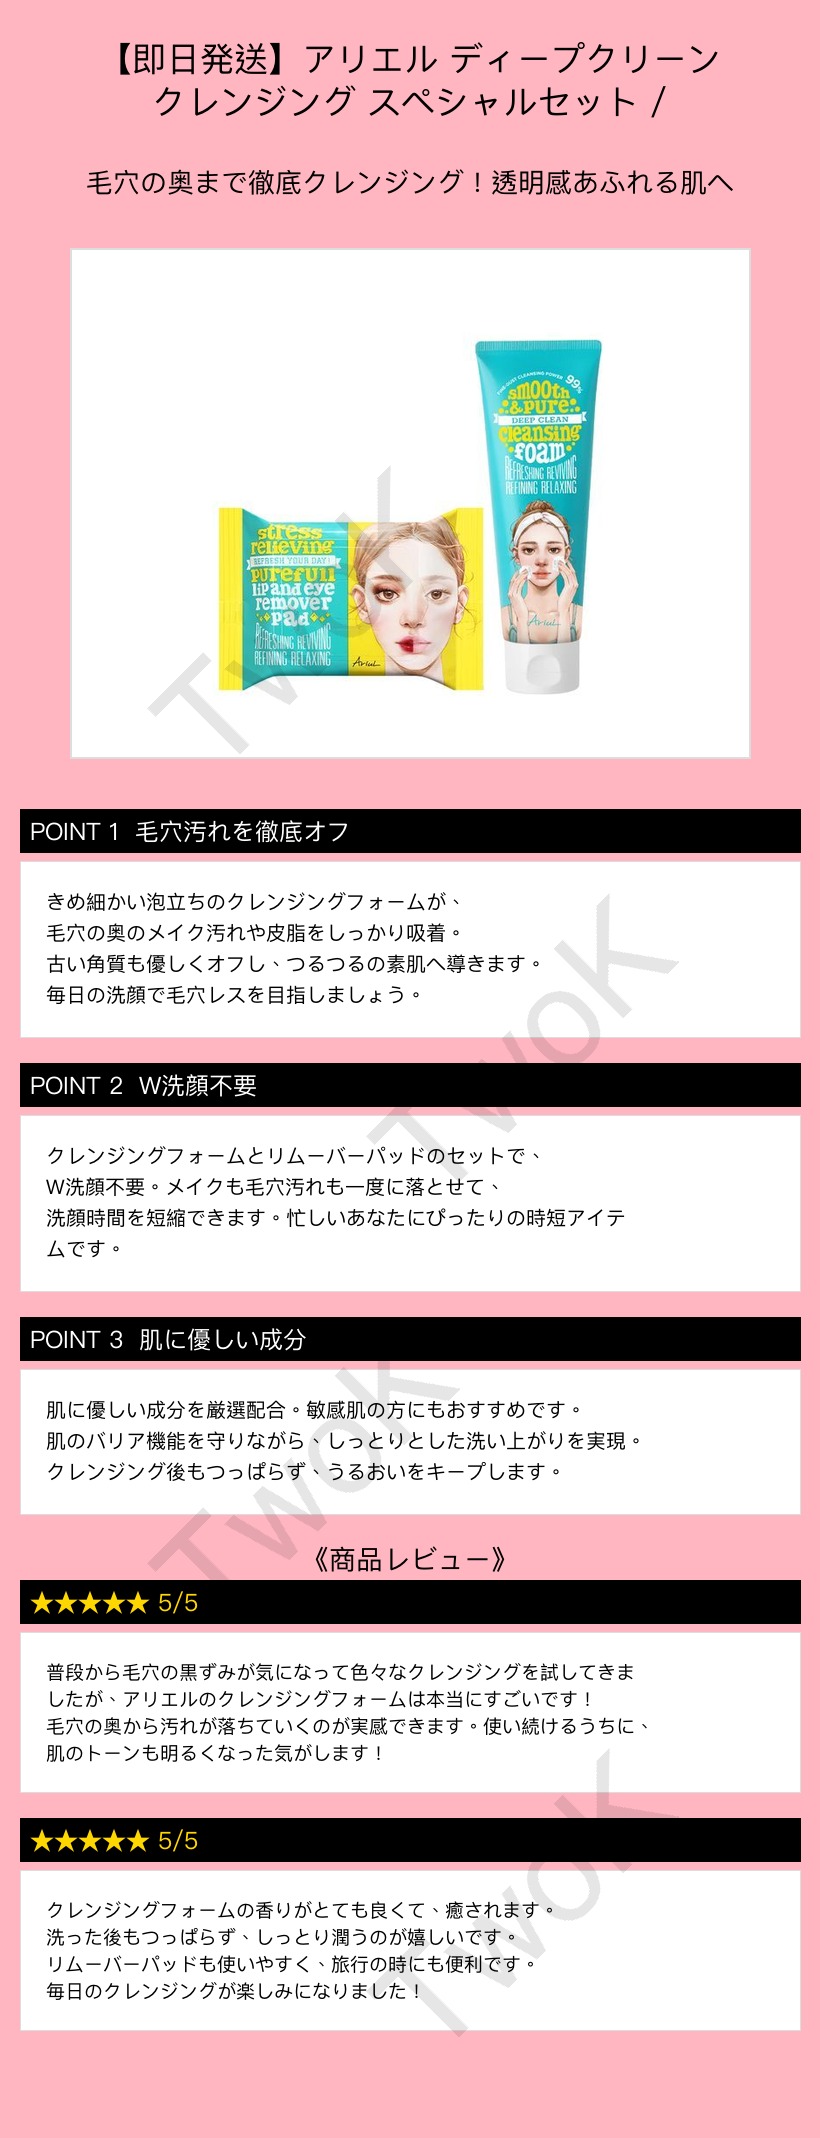 【即日発送】アリエル ディープクリーン
クレンジング スペシャルセット /
毛穴の奥まで徹底クレンジング！透明感あふれる肌へ
FINE-DUST CLEANSING POWER 99%
smooth
&PURE
DEEP CLEAN
cleansing
foam
REFRESHING REVIVING
REFINING RELAXING
Ariul
stress
relieving
REFRESH YOUR DAY!
purefull
lip and eye
remover
pad
REFRESHING REVIVING
REFINING RELAXING
Ariul
TwoK
POINT 1 毛穴汚れを徹底オフ
きめ細かい泡立ちのクレンジングフォームが、
毛穴の奥のメイク汚れや皮脂をしっかり吸着。
古い角質も優しくオフし、つるつるの素肌へ導きます。
毎日の洗顔で毛穴レスを目指しましょう。
TwoK
POINT 2 W洗顔不要
クレンジングフォームとリムーバーパッドのセットで、
W洗顔不要。メイクも毛穴汚れも一度に落とせて、
洗顔時間を短縮できます。忙しいあなたにぴったりの時短アイテ
ムです。
POINT 3 肌に優しい成分
肌に優しい成分を厳選配合。敏感肌の方にもおすすめです。
肌のバリア機能を守りながら、しっとりとした洗い上がりを実現。
クレンジング後もつっぱらず、うるおいをキープします。
TwoK
《商品レビュー》
★★★★★ 5/5
普段から毛穴の黒ずみが気になって色々なクレンジングを試してきま
したが、アリエルのクレンジングフォームは本当にすごいです！
毛穴の奥から汚れが落ちていくのが実感できます。使い続けるうちに、
肌のトーンも明るくなった気がします！
★★★★★ 5/5
クレンジングフォームの香りがとても良くて、癒されます。
洗った後もつっぱらず、しっとり潤うのが嬉しいです。
リムーバーパッドも使いやすく、旅行の時にも便利です。
毎日のクレンジングが楽しみになりました！
TwoK